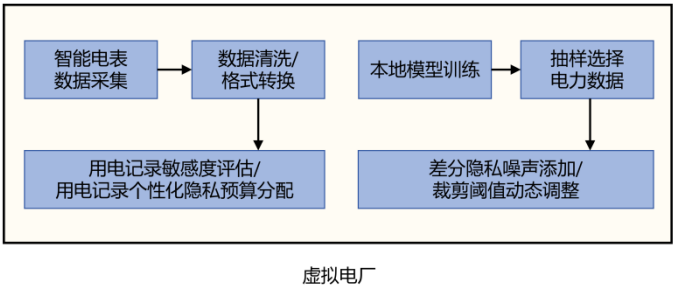 智能电表
数据采集
数据清洗/
格式转换
用电记录敏感度评估/
用电记录个性化隐私预算分配
本地模型训练
抽样选择
电力数据
差分隐私噪声添加/
裁剪阈值动态调整
虚拟电厂